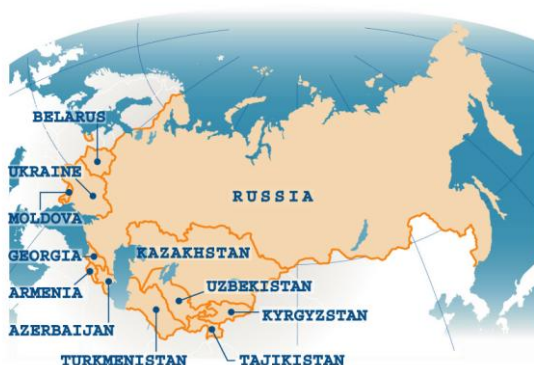 BELARUS
UKRAINE
RUSSIA
MOLDOVA
GEORGIA
KAZAKHSTAN
ARMENIA
UZBEKISTAN
AZERBAIJAN
KYRGYZSTAN
TURKMENISTAN
TAJIKISTAN